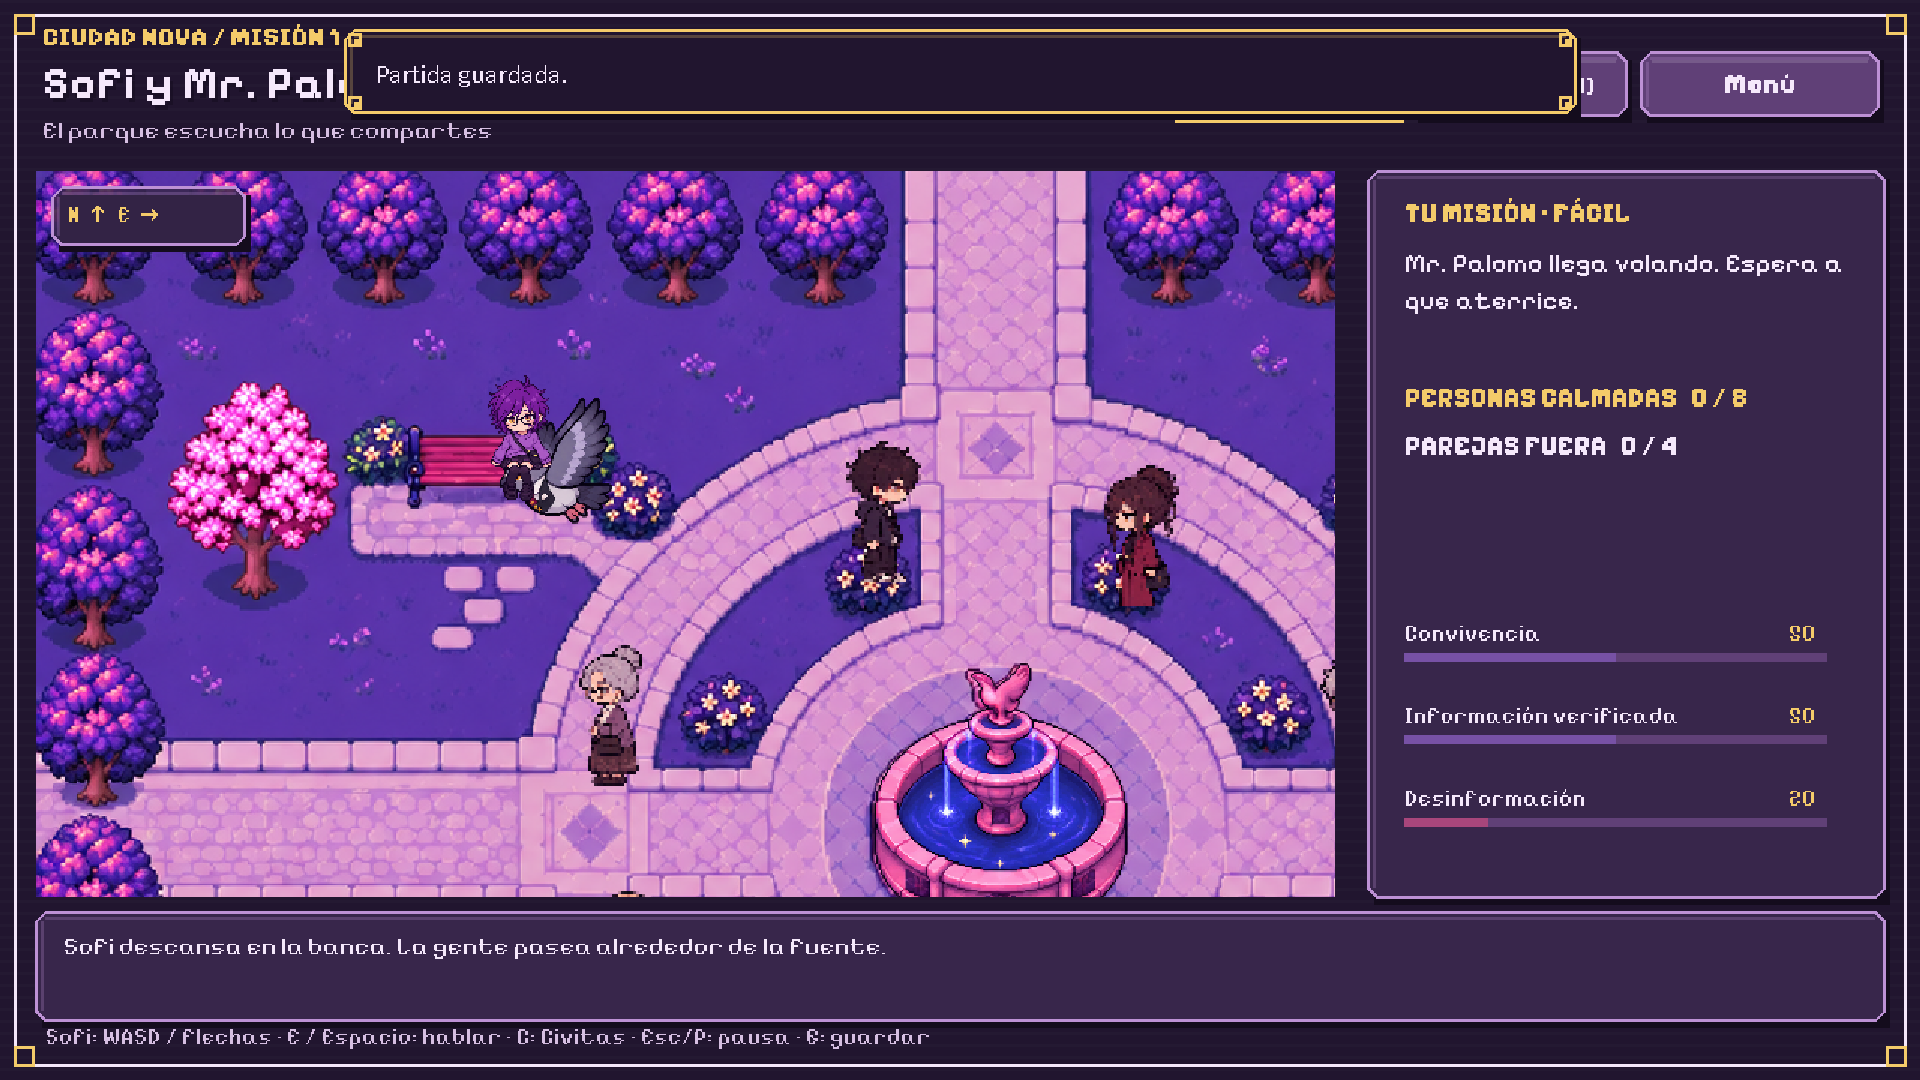 CIUDAD NOVA / MISIÓN 1
Partida guardada.
Sofi y Mr.
Menú
El parque escucha lo que compartes
N ↑ E →
TU MISIÓN · FÁCIL
Mr. Palomo llega volando. Espera a
que aterrice.
PERSONAS CALMADAS 0 / 8
PAREJAS FUERA 0 / 4
Convivencia 50
Información verificada 50
Desinformación 20
Sofi descansa en la banca. La gente pasea alrededor de la fuente.
Sofi: WASD / flechas · E / Espacio: hablar · C: Civitas · Esc/P: pausa · G: guardar